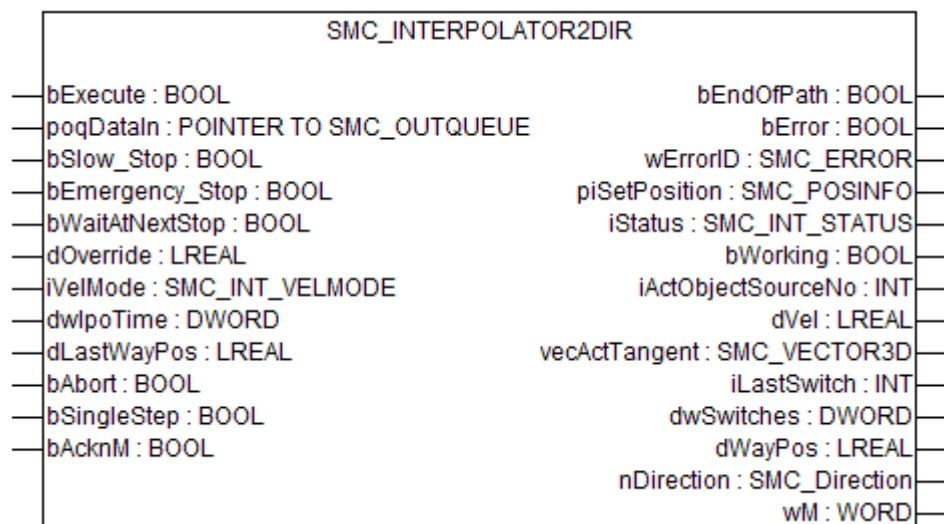 SMC_INTERPOLATOR2DIR
bExecute : BOOL bEndOfPath : BOOL
poqDataIn : POINTER TO SMC_OUTQUEUE bError : BOOL
bSlow_Stop : BOOL wErrorID : SMC_ERROR
bEmergency_Stop : BOOL piSetPosition : SMC_POSINFO
bWaitAtNextStop : BOOL iStatus : SMC_INT_STATUS
dOverride : LREAL bWorking : BOOL
iVelMode : SMC_INT_VELMODE iActObjectSourceNo : INT
dwIpoTime : DWORD dVel : LREAL
dLastWayPos : LREAL vecActTangent : SMC_VECTOR3D
bAbort : BOOL iLastSwitch : INT
bSingleStep : BOOL dwSwitches : DWORD
bAcknM : BOOL dWayPos : LREAL
nDirection : SMC_Direction
wM : WORD